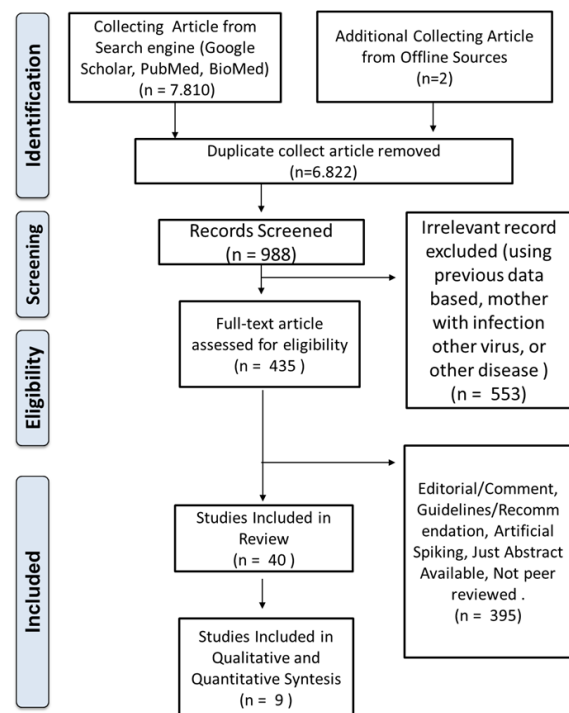 Identification
Collecting Article from
Search engine (Google
Scholar, PubMed, BioMed)
(n = 7.810)
Additional Collecting Article
from Offline Sources
(n=2)
Duplicate collect article removed
(n=6.822)
Screening
Records Screened
(n = 988)
Irrelevant record
excluded (using
previous data
based, mother
with infection
other virus, or
other disease )
(n = 553)
Eligibility
Full-text article
assessed for eligibility
(n = 435 )
Editorial/Comment,
Guidelines/Recomm
endation, Artificial
Spiking, Just Abstract
Available, Not peer
reviewed .
(n = 395)
Included
Studies Included in
Review
(n = 40 )
Studies Included in
Qualitative and
Quantitative Syntesis
(n = 9 )